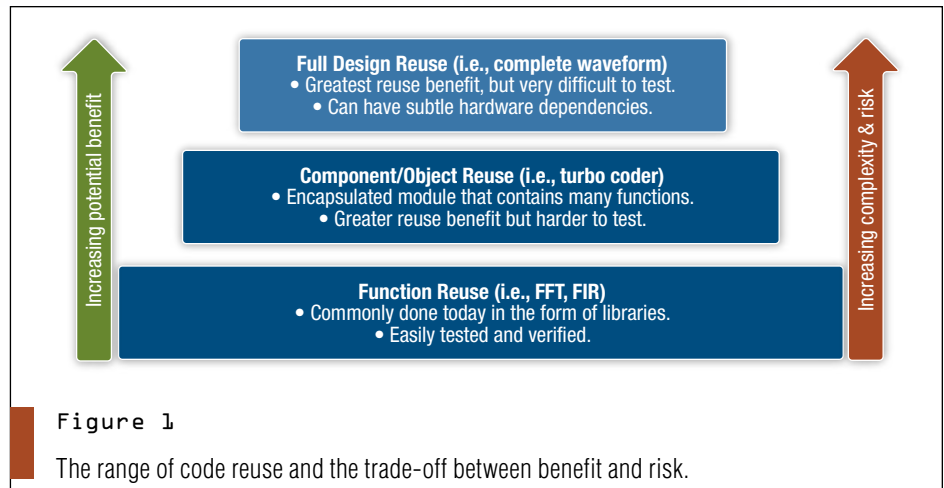 Increasing potential benefit
Full Design Reuse (i.e., complete waveform)
• Greatest reuse benefit, but very difficult to test.
• Can have subtle hardware dependencies.
Component/Object Reuse (i.e., turbo coder)
• Encapsulated module that contains many functions.
• Greater reuse benefit but harder to test.
Function Reuse (i.e., FFT, FIR)
• Commonly done today in the form of libraries.
• Easily tested and verified.
Increasing complexity & risk
Figure 1
The range of code reuse and the trade-off between benefit and risk.